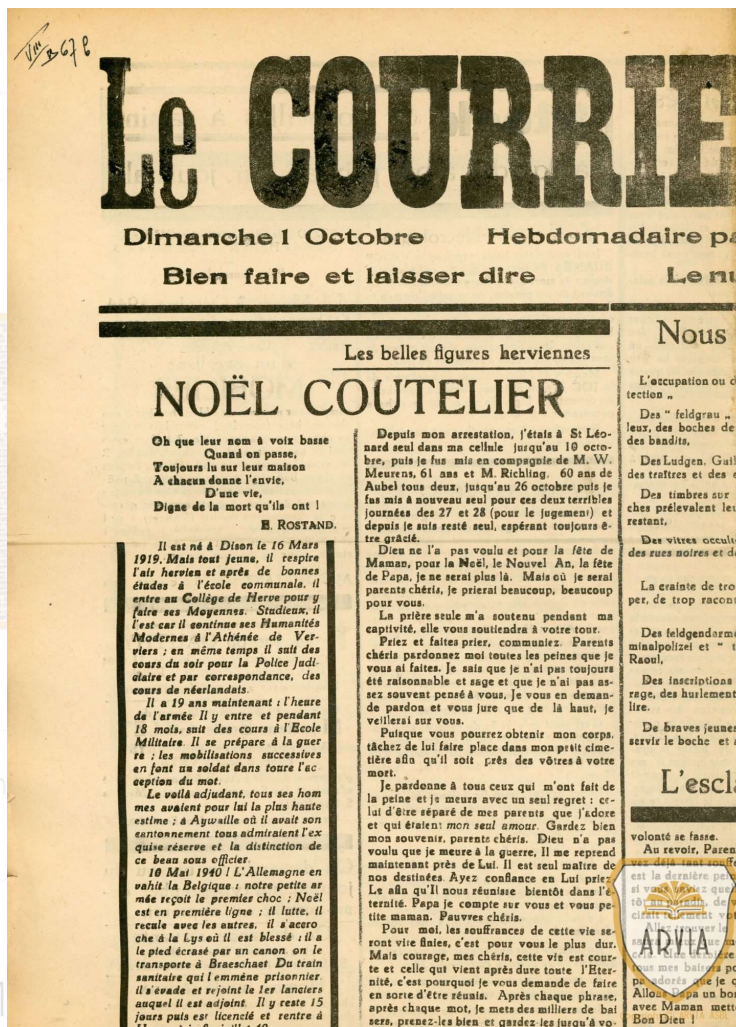 VIII B 67 6
Le COURRIE
Dimanche 1 Octobre Hebdomadaire pa
Bien faire et laisser dire Le nu
Les belles figures herviennes
NOËL COUTELIER
Oh que leur nom à voix basse
Quand on passe,
Toujours lu sur leur maison
A chacun donne l'envie,
D'une vie,
Digne de la mort qu'ils ont !
E. ROSTAND.
Il est né à Dison le 16 Mars
1919. Mais tout jeune, il respire
l'air hervien et après de bonnes
études à l'école communale, il
entre au Collège de Herve pour y
faire ses Moyennes. Studieux, il
l'est car il continue ses Humanités
Modernes à l'Athénée de Ver-
viers ; en même temps il suit des
cours du soir pour la Police Judi-
ciaire et par correspondance, des
cours de néerlandais.
Il a 19 ans maintenant : l'heure
de l'armée Il y entre et pendant
18 mois, suit des cours à l'Ecole
Militaire. Il se prépare à la guer
re ; les mobilisations successives
en font un soldat dans toure l'ac
ception du mot.
Le voilà adjudant, tous ses hom
mes avaient pour lui la plus haute
estime ; à Aywaille où il avait son
cantonnement tous admiraient l'ex
quise réserve et la distinction de
ce beau sous officier.
10 Mai 1940 ! L'Allemagne en
vahit la Belgique : notre petite ar
mée reçoit le premier choc ; Noël
est en première ligne ; il lutte, il
recule avec les autres, il s'accro
che à la Lys où il est blessé : il a
le pied écrasé par un canon on le
transporte à Braeschaet Du train
sanitaire qui l'emmène prisonnier
il s'évade et rejoint le 1er lanciers
auquel il est adjoint. Il y reste 15
jours puis est licencié et rentre à
Depuis mon arrestation, j'étais à St Léo-
nard seul dans ma cellule jusqu'au 10 octo-
bre, puis je fus mis en compagnie de M. W.
Meurens, 61 ans et M. Richling, 60 ans de
Aubel tous deux, jusqu'au 26 octobre puis je
fus mis à nouveau seul pour ces deux terribles
journées des 27 et 28 (pour le jugement) et
depuis je suis resté seul, espérant toujours ê-
tre grâcié.
Dieu ne l'a pas voulu et pour la fête de
Maman, pour la Noël, le Nouvel An, la fête
de Papa, je ne serai plus là. Mais où je serai
parents chéris, je prierai beaucoup, beaucoup
pour vous.
La prière seule m'a soutenu pendant ma
captivité, elle vous soutiendra à votre tour.
Priez et faites prier, communiez. Parents
chéris pardonnez moi toutes les peines que je
vous ai faites. Je sais que je n'ai pas toujours
été raisonnable et sage et que je n'ai pas as-
sez souvent pensé à vous, Je vous en deman-
de pardon et vous jure que de là haut, je
veillerai sur vous.
Puisque vous pourrez obtenir mon corps,
tâchez de lui faire place dans mon petit cime-
tière afin qu'il soit près des vôtres à votre
mort.
Je pardonne à tous ceux qui m'ont fait de
la peine et je meurs avec un seul regret : ce-
lui d'être séparé de mes parents que j'adore
et qui étaient mon seul amour. Gardez bien
mon souvenir, parents chéris. Dieu n'a pas
voulu que je meure à la guerre, Il me reprend
maintenant près de Lui. Il est seul maître de
nos destinées. Ayez confiance en Lui priez
Le afin qu'Il nous réunisse bientôt dans l'é-
ternité. Papa je compte sur vous et vous pe-
tite maman. Pauvres chéris.
Pour moi, les souffrances de cette vie se-
ront vite finies, c'est pour vous le plus dur.
Mais courage, mes chéris, cette vie est cour-
te et celle qui vient après dure toute l'Eter-
nité, c'est pourquoi je vous demande de faire
en sorte d'être réunis. Après chaque phrase,
après chaque mot, je mets des milliers de bai
sers, prenez-les bien et gardez-les jusqu'à vo-
Nous
L'occupation ou
tection „
Des " feldgrau „
leux, des boches de
des bandits,
Des Ludgen, Gui
des traîtres et des
Des timbres sur
ches prélevalent le
restant,
Des vitres occult
des rues noires et d
La crainte de tro
per, de trop racont
Des feldgendarme
minalpolizei et " t
Raoul,
Des inscriptions
rage, des hurlement
lire.
De braves jeunes
servir le boche et
L'escla
volonté se fasse.
Au revoir, Paren
vez déjà tant souffe
est la dernière
ARVIA
que je
avec Maman mett
Bon Dieu !